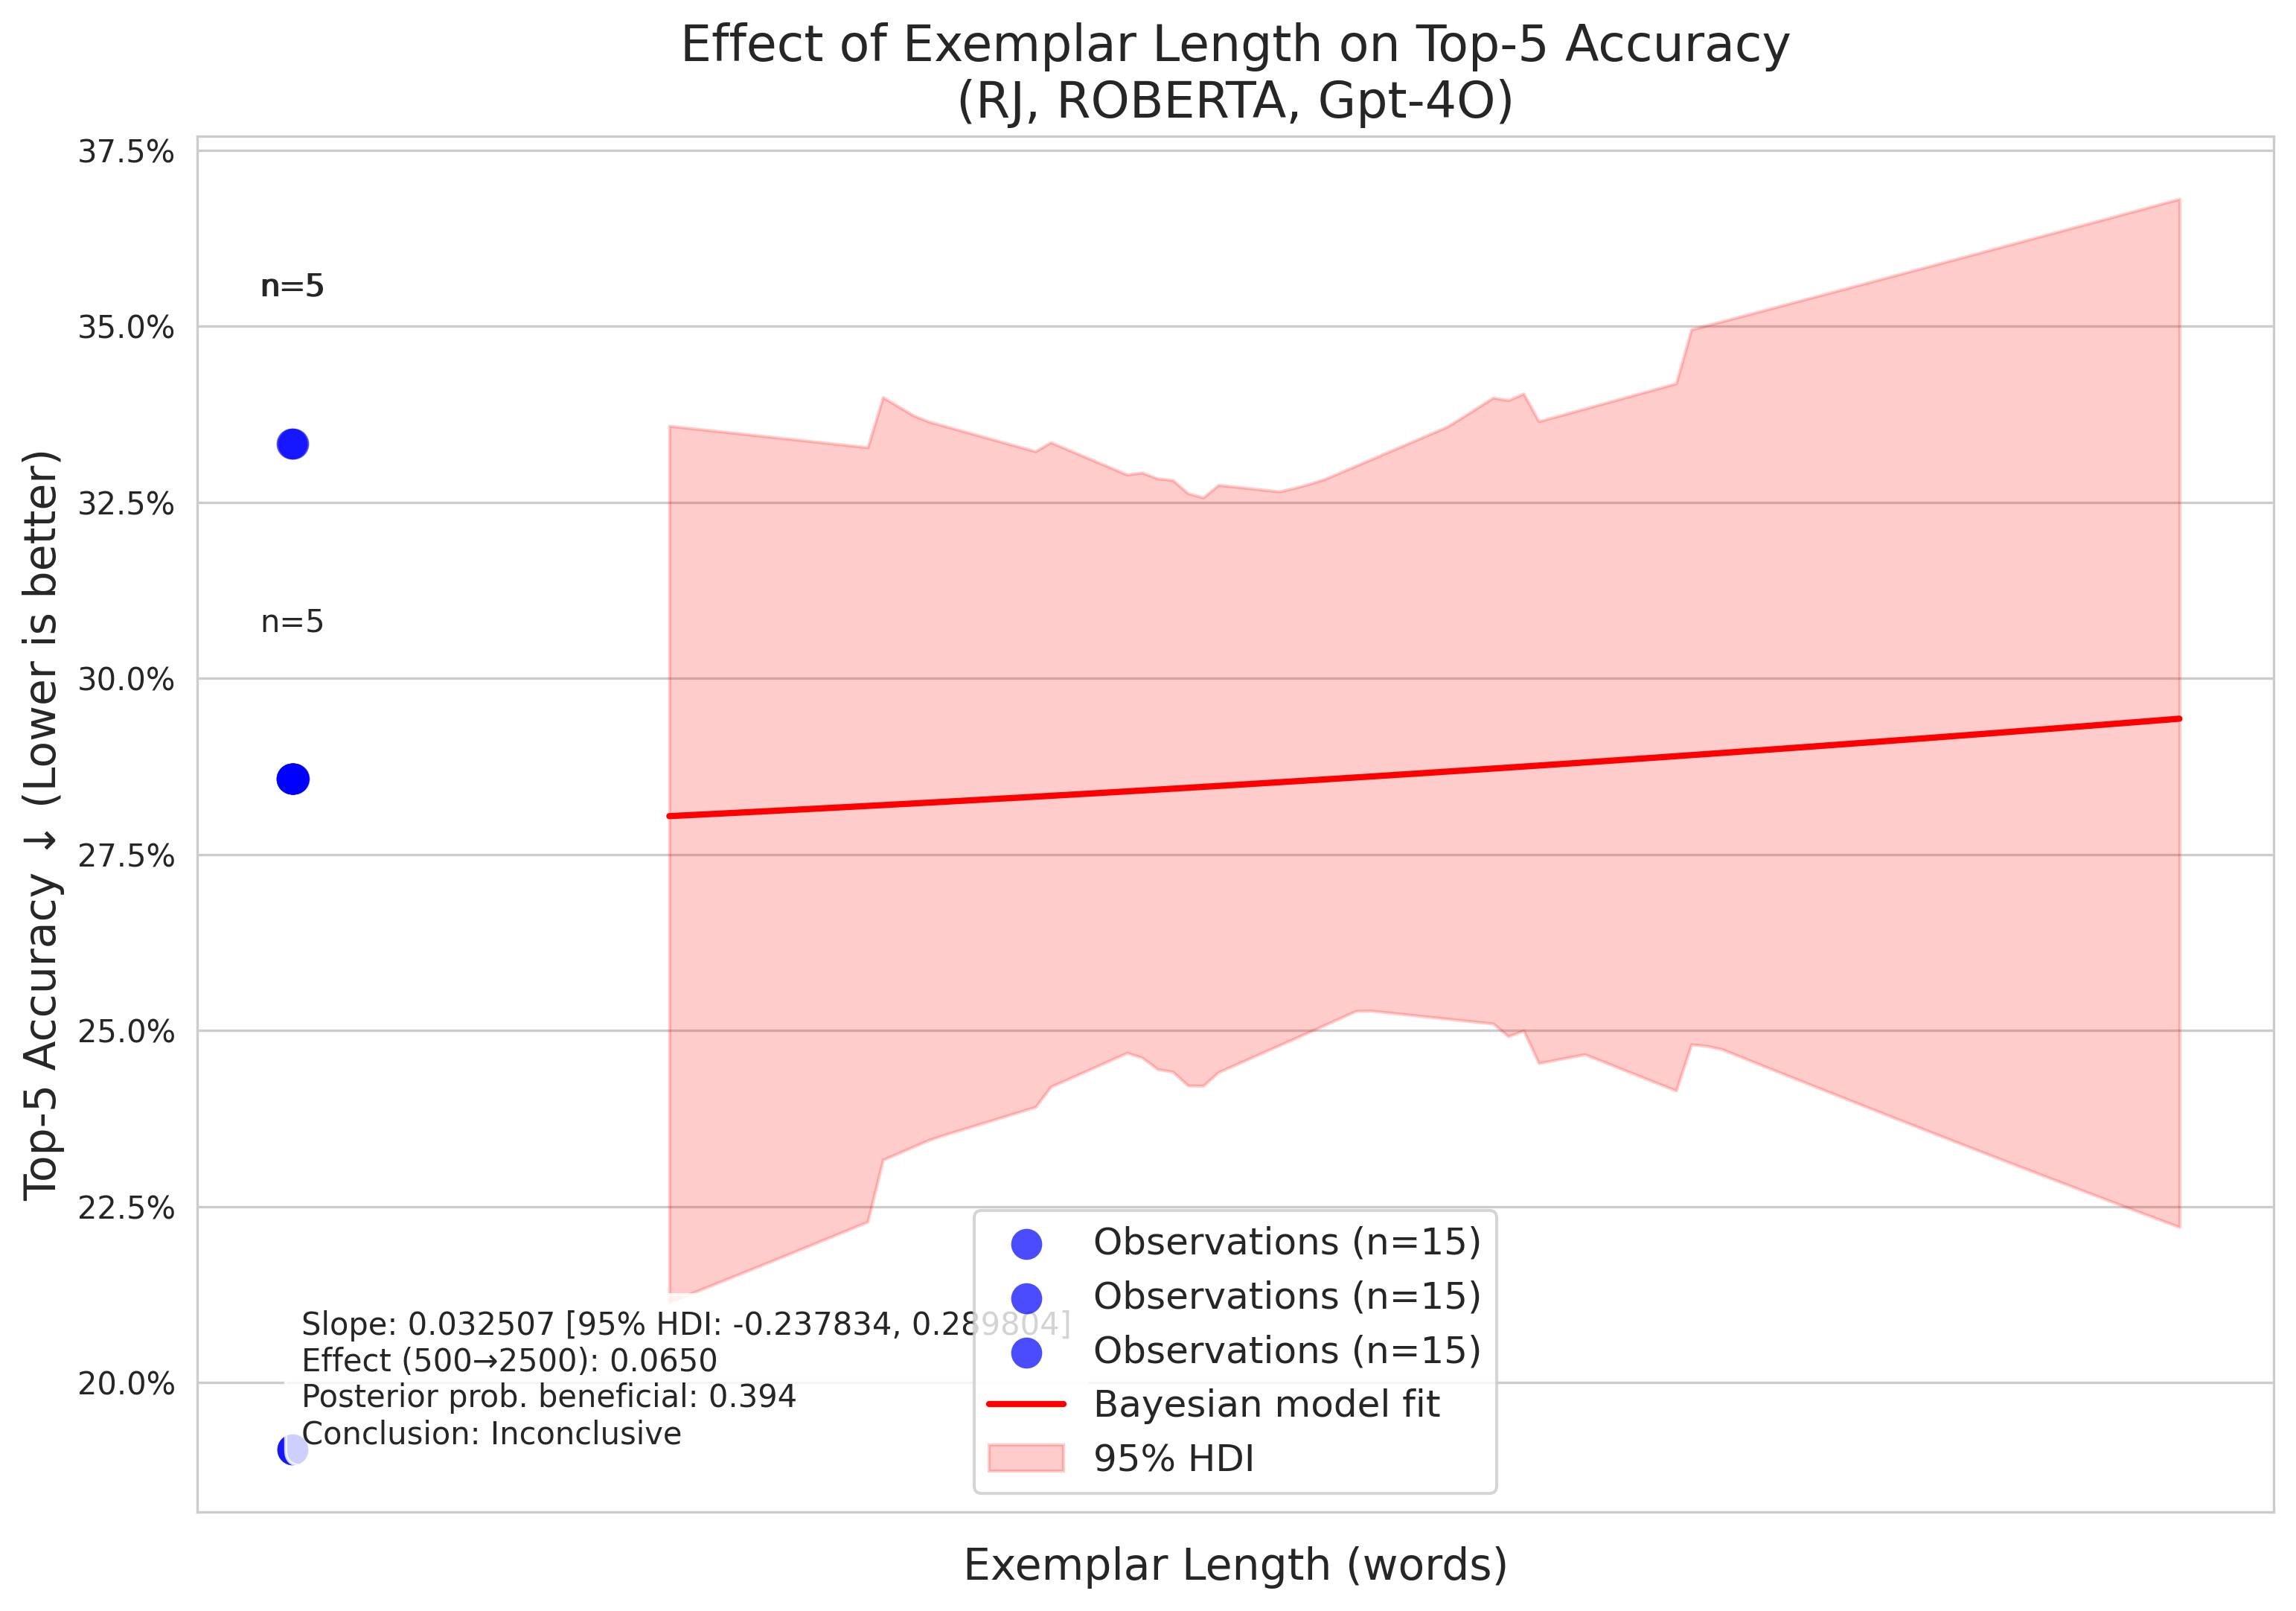 Effect of Exemplar Length on Top-5 Accuracy
(RJ, ROBERTA, Gpt-4O)
Top-5 Accuracy ↓ (Lower is better)
37.5%
35.0%
32.5%
30.0%
27.5%
25.0%
22.5%
20.0%
n=5
n=5
Slope: 0.032507 [95% HDI: -0.237834, 0.289804]
Effect (500→2500): 0.0650
Posterior prob. beneficial: 0.394
Conclusion: Inconclusive
Observations (n=15)
Observations (n=15)
Observations (n=15)
Bayesian model fit
95% HDI
Exemplar Length (words)